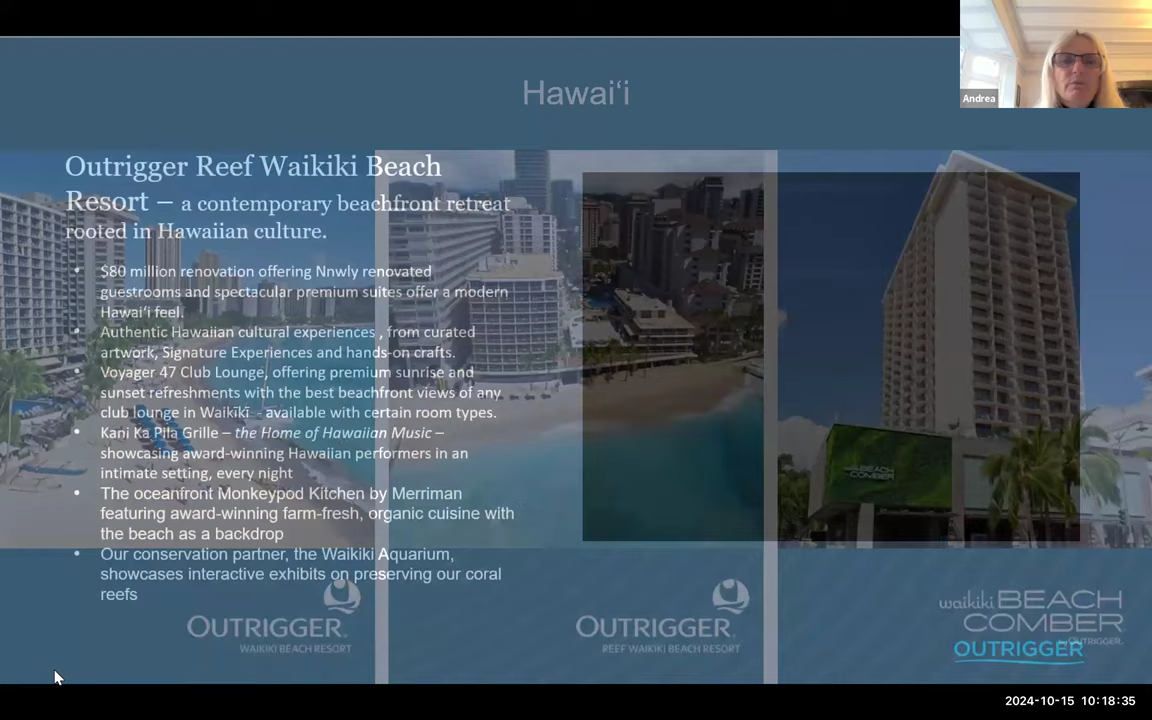 Andrea
Hawaiʻi
Outrigger Reef Waikiki Beach
Resort – a contemporary beachfront retreat
rooted in Hawaiian culture.
• $80 million renovation offering Nnwly renovated
guestrooms and spectacular premium suites offer a modern
Hawai‘i feel.
• Authentic Hawaiian cultural experiences , from curated
artwork, Signature Experiences and hands-on crafts.
• Voyager 47 Club Lounge, offering premium sunrise and
sunset refreshments with the best beachfront views of any
club lounge in Waikīkī - available with certain room types.
• Kani Ka Pila Grille – the Home of Hawaiian Music –
showcasing award-winning Hawaiian performers in an
intimate setting, every night
• The oceanfront Monkeypod Kitchen by Merriman
featuring award-winning farm-fresh, organic cuisine with
the beach as a backdrop
• Our conservation partner, the Waikiki Aquarium,
showcases interactive exhibits on preserving our coral
reefs
BEACH
COMBER
OUTRIGGER.
WAIKIKI BEACH RESORT
OUTRIGGER.
REEF WAIKIKI BEACH RESORT
waikiki BEACH
COMBER
BY OUTRIGGER.
OUTRIGGER
2024-10-15 10:18:35